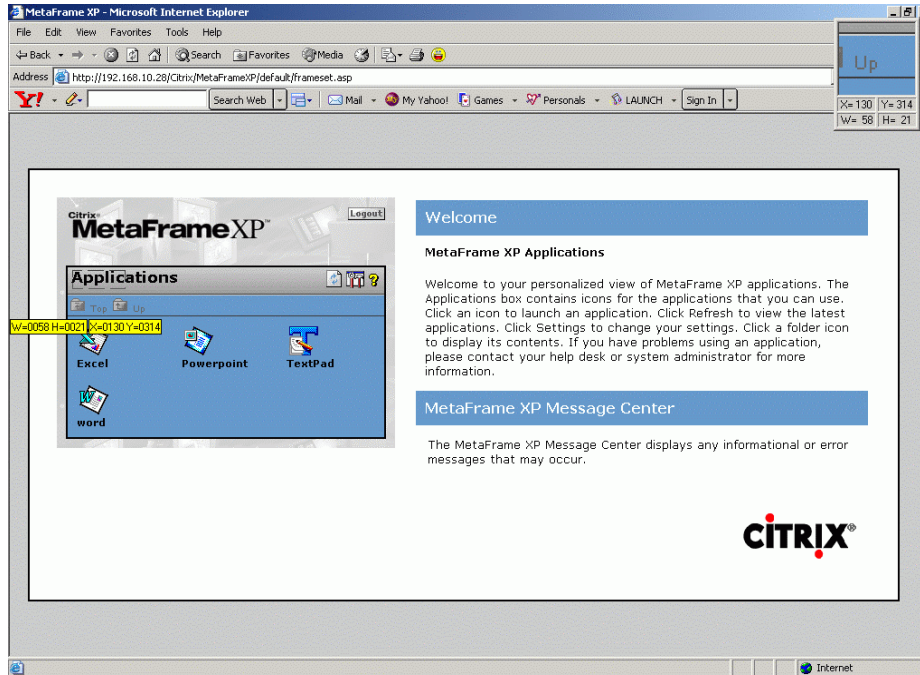 MetaFrame XP - Microsoft Internet Explorer
File Edit View Favorites Tools Help
Back Search Favorites Media
Up
Address http://192.168.10.28/Citrix/MetaFrameXP/default/frameset.asp
Y! Search Web Mail My Yahoo! Games Personals LAUNCH Sign In
X= 130 Y= 314
W= 58 H= 21
Citrix®
MetaFrame XP™
Logout
Applications
Top Up
W=0058 H=0021 X=0130 Y=0314
Excel Powerpoint TextPad
word
Welcome
MetaFrame XP Applications
Welcome to your personalized view of MetaFrame XP applications. The
Applications box contains icons for the applications that you can use.
Click an icon to launch an application. Click Refresh to view the latest
applications. Click Settings to change your settings. Click a folder icon
to display its contents. If you have problems using an application,
please contact your help desk or system administrator for more
information.
MetaFrame XP Message Center
The MetaFrame XP Message Center displays any informational or error
messages that may occur.
CİTRIX®
Internet